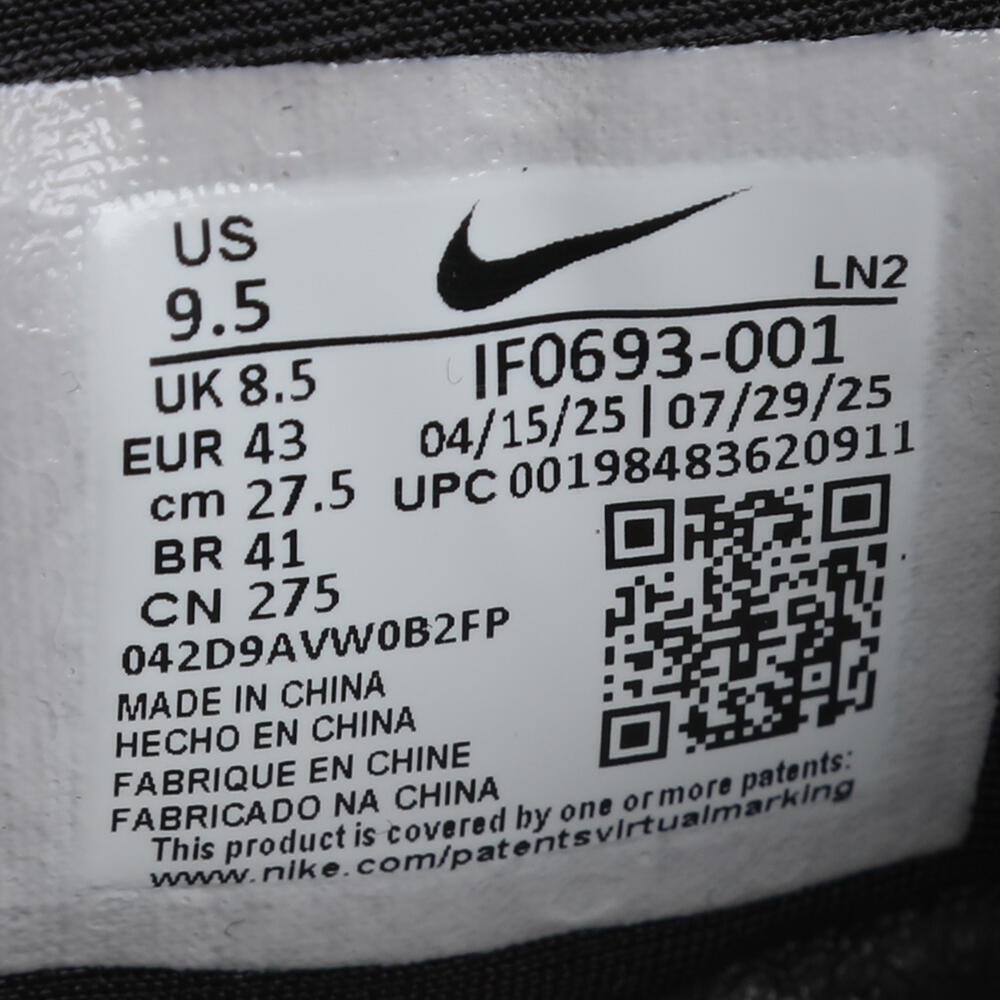 US
9.5
LN2
UK 8.5
IF0693-001
EUR 43
04/15/25 | 07/29/25
cm 27.5
UPC 00198483620911
BR 41
CN 275
042D9AVW0B2FP
MADE IN CHINA
HECHO EN CHINA
FABRIQUE EN CHINE
FABRICADO NA CHINA
This product is covered by one or more patents:
www.nike.com/patentsvirtualmarking